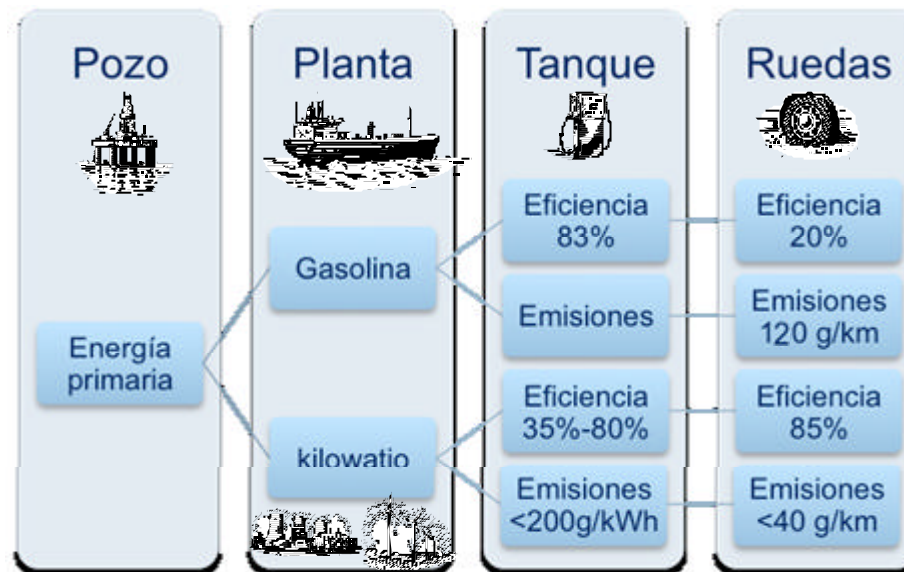 Pozo
Planta
Tanque
Ruedas
Eficiencia
83%
Eficiencia
20%
Gasolina
Emisiones
Emisiones
120 g/km
Energía
primaria
Eficiencia
35%-80%
Eficiencia
85%
kilowatio
Emisiones
<200g/kWh
Emisiones
<40 g/km